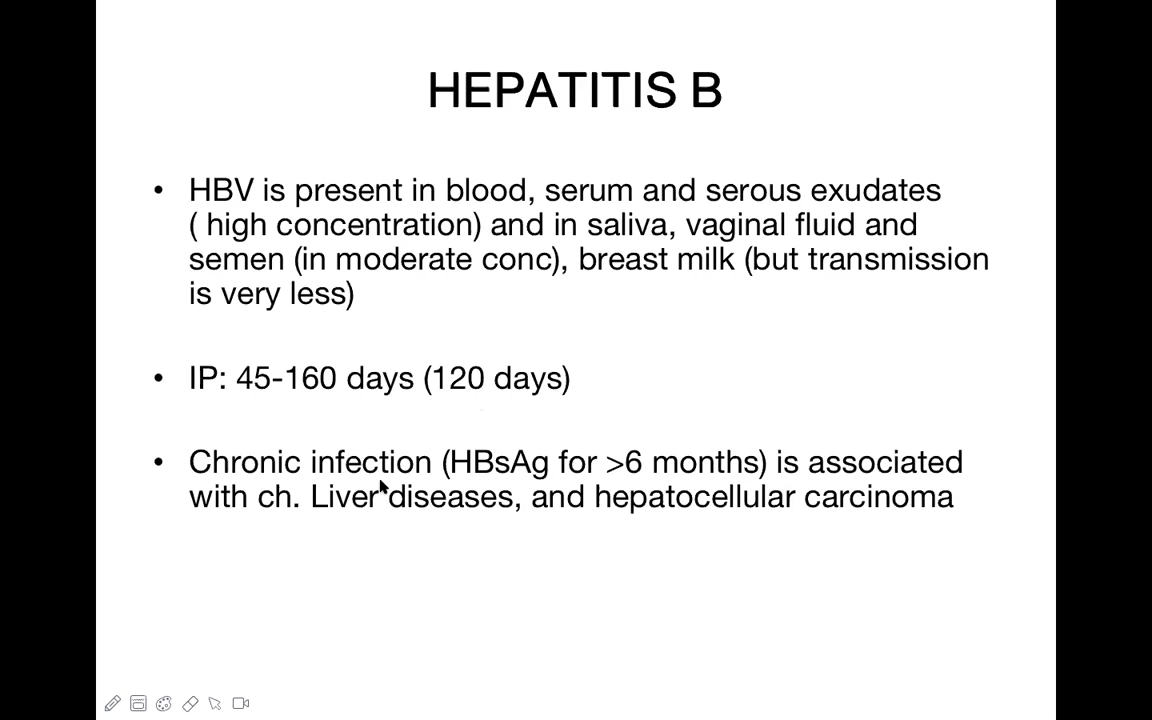 HEPATITIS B
• HBV is present in blood, serum and serous exudates
( high concentration) and in saliva, vaginal fluid and
semen (in moderate conc), breast milk (but transmission
is very less)
• IP: 45-160 days (120 days)
• Chronic infection (HBsAg for >6 months) is associated
with ch. Liver diseases, and hepatocellular carcinoma